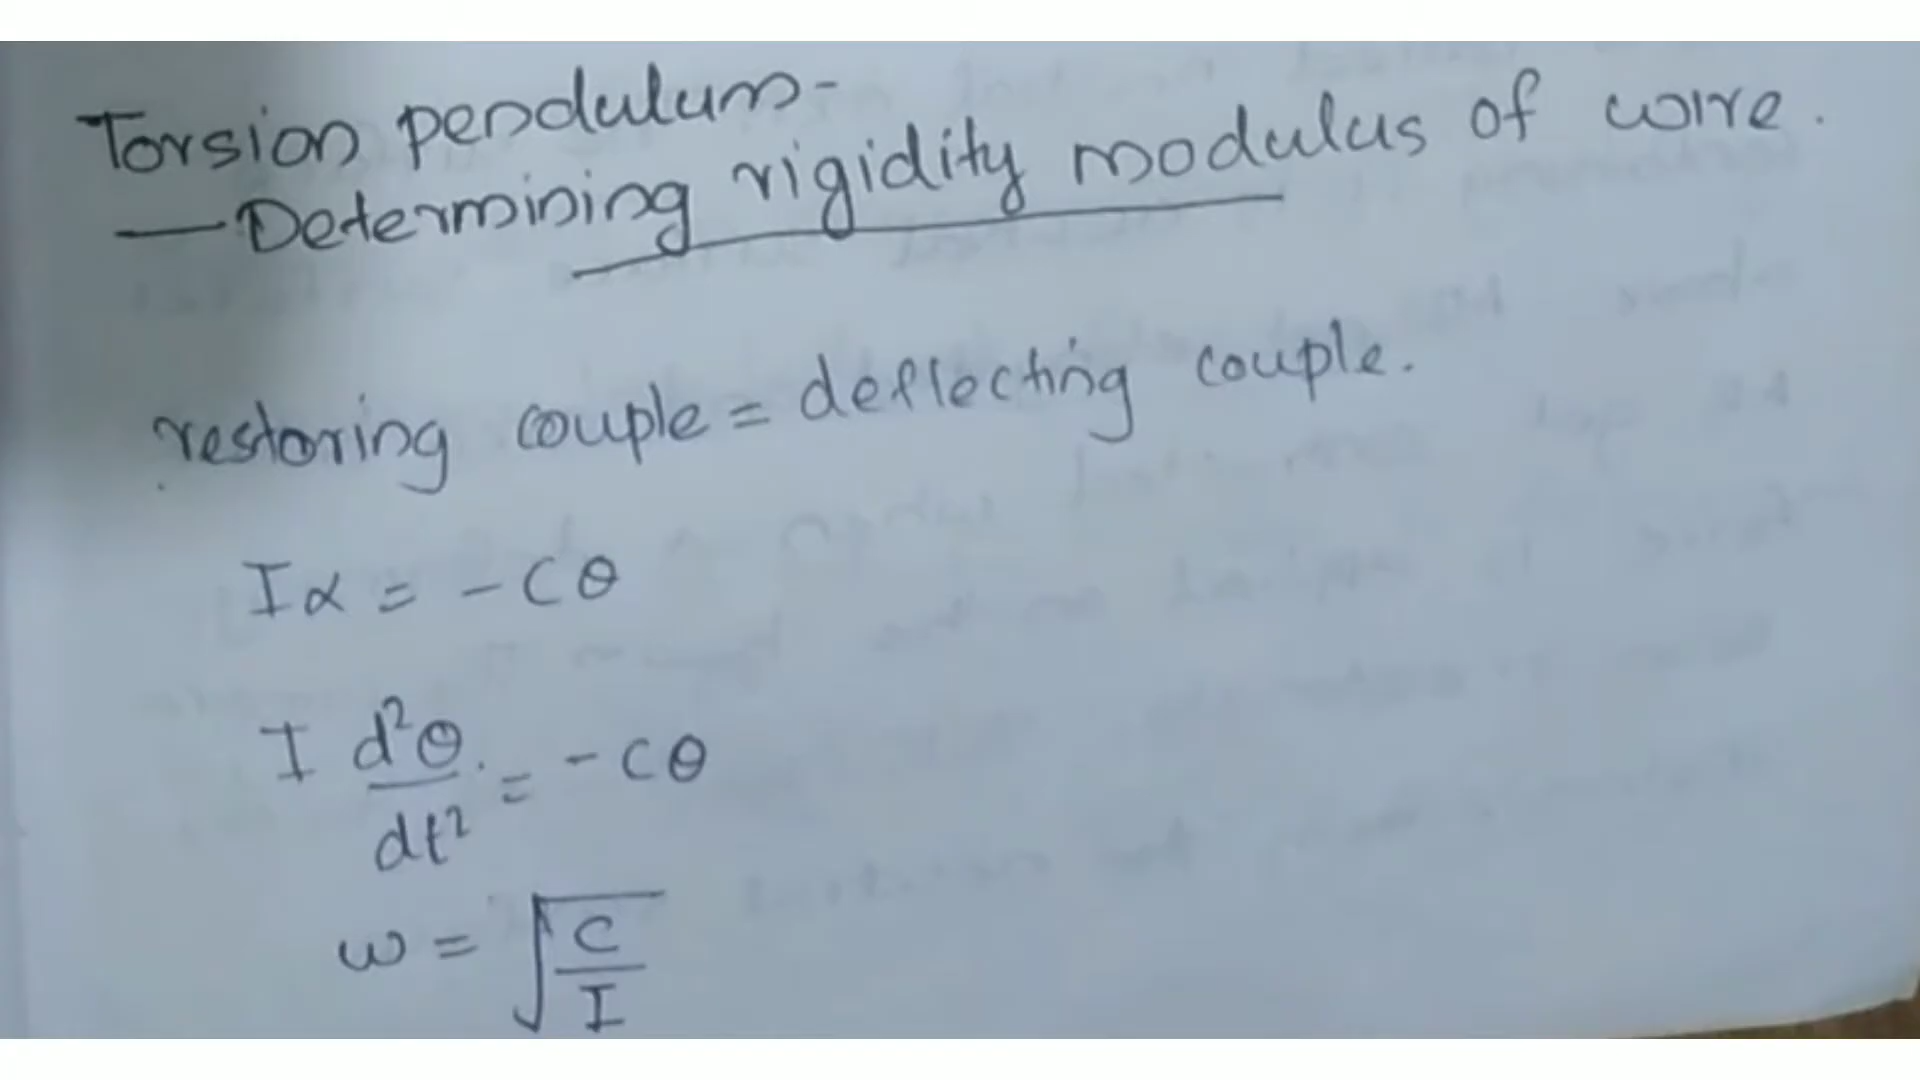 Torsion pendulum-
— Determining rigidity modulus of wire.
restoring couple = deflecting couple.
Iα = - cθ
I d²θ/dt² = - cθ
ω = √(C/I)